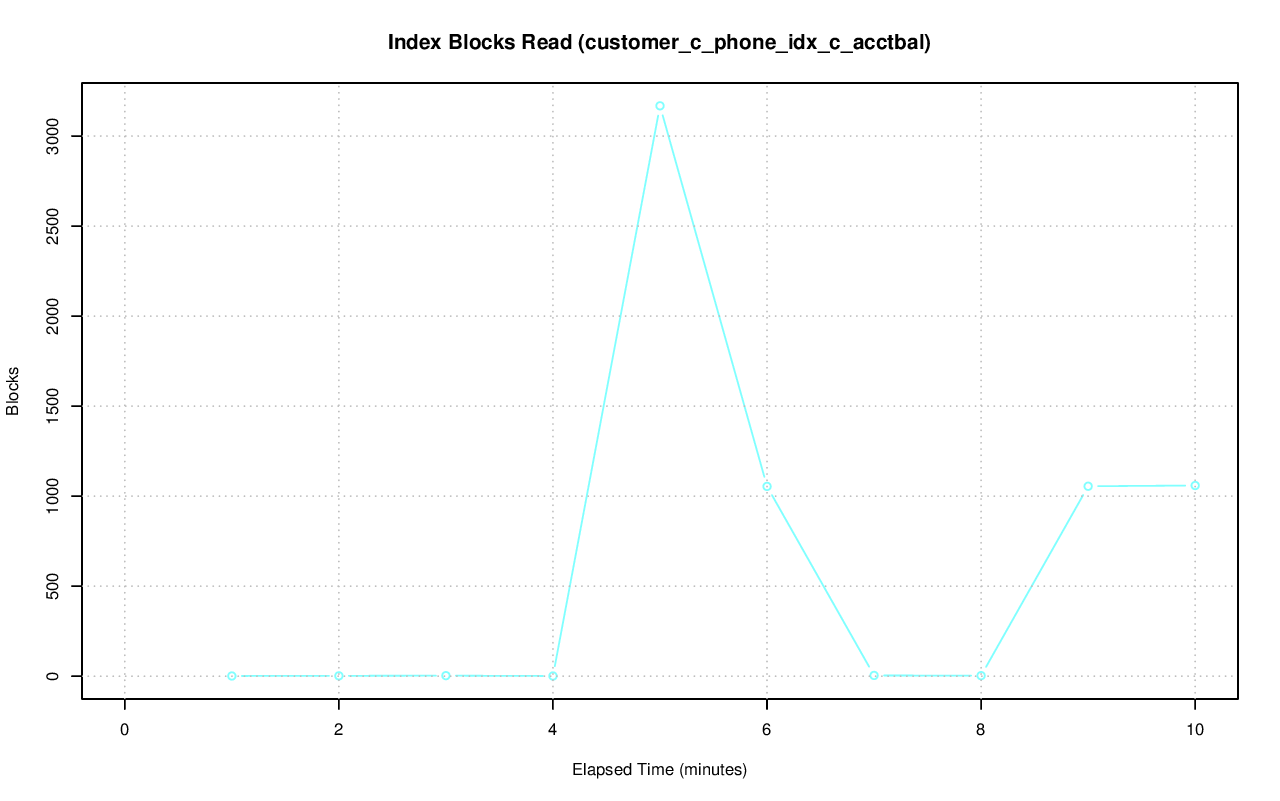 Index Blocks Read (customer_c_phone_idx_c_acctbal)
Blocks
3000
2500
2000
1500
1000
500
0
0 2 4 6 8 10
Elapsed Time (minutes)